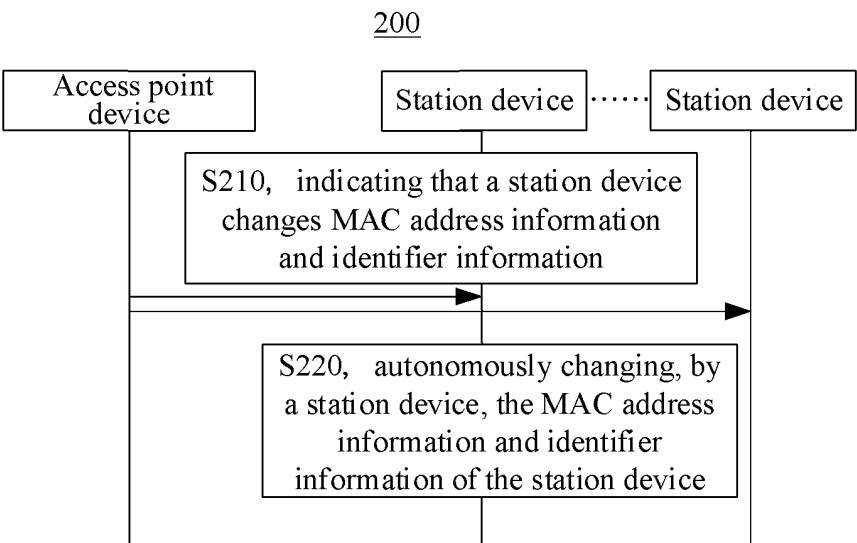 200
Access point
device
Station device
……
Station device
S210, indicating that a station device
changes MAC address information
and identifier information
S220, autonomously changing, by
a station device, the MAC address
information and identifier
information of the station device